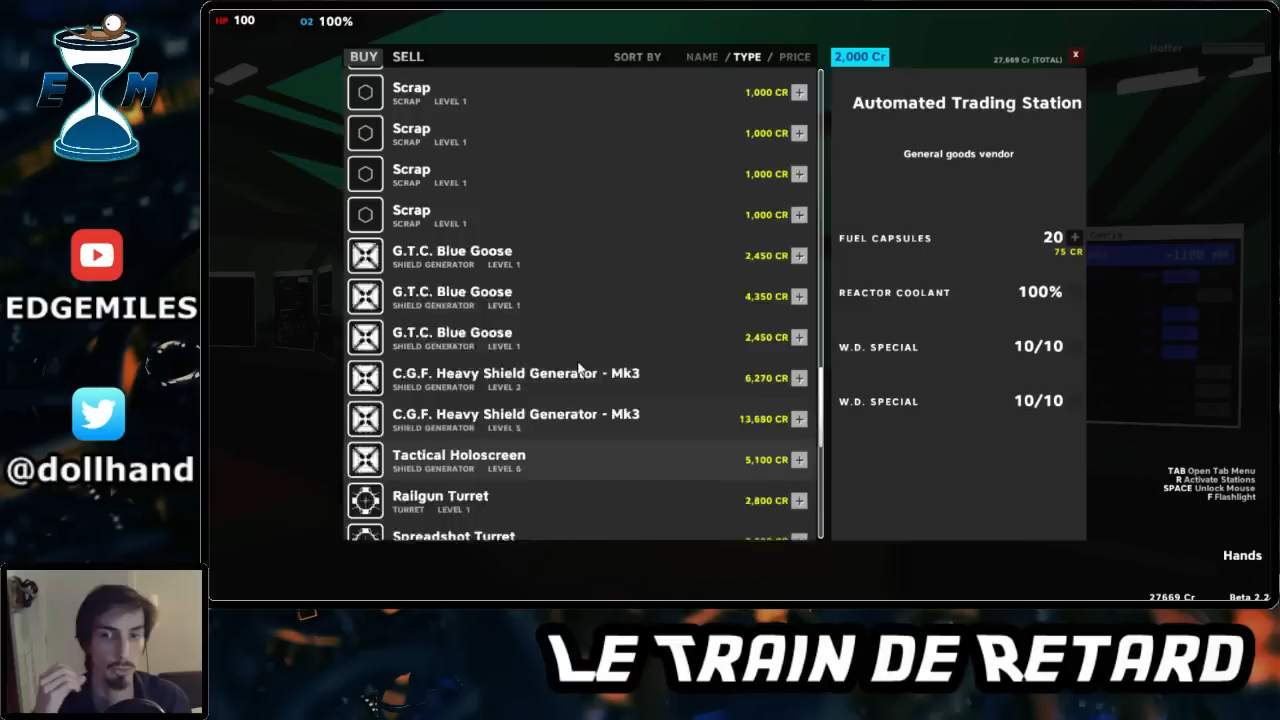 HP 100 O2 100%
BUY SELL SORT BY NAME / TYPE / PRICE
2,000 Cr 27,669 Cr (TOTAL) x
Hoffer
Scrap
SCRAP LEVEL 1
1,000 CR +
Scrap
SCRAP LEVEL 1
1,000 CR +
Scrap
SCRAP LEVEL 1
1,000 CR +
Scrap
SCRAP LEVEL 1
1,000 CR +
G.T.C. Blue Goose
SHIELD GENERATOR LEVEL 1
2,450 CR +
G.T.C. Blue Goose
SHIELD GENERATOR LEVEL 1
4,350 CR +
G.T.C. Blue Goose
SHIELD GENERATOR LEVEL 1
2,450 CR +
C.G.F. Heavy Shield Generator - Mk3
SHIELD GENERATOR LEVEL 2
6,270 CR +
C.G.F. Heavy Shield Generator - Mk3
SHIELD GENERATOR LEVEL 5
13,680 CR +
Tactical Holoscreen
SHIELD GENERATOR LEVEL 6
5,100 CR +
Railgun Turret
TURRET LEVEL 1
2,800 CR +
Spreadshot Turret
Automated Trading Station
General goods vendor
FUEL CAPSULES 20 +
75 CR
REACTOR COOLANT 100%
W.D. SPECIAL 10/10
W.D. SPECIAL 10/10
TAB Open Tab Menu
R Activate Stations
SPACE Unlock Mouse
F Flashlight
Hands
27669 Cr Beta 2.2
E M
EDGEMILES
@dollhand
LE TRAIN DE RETARD